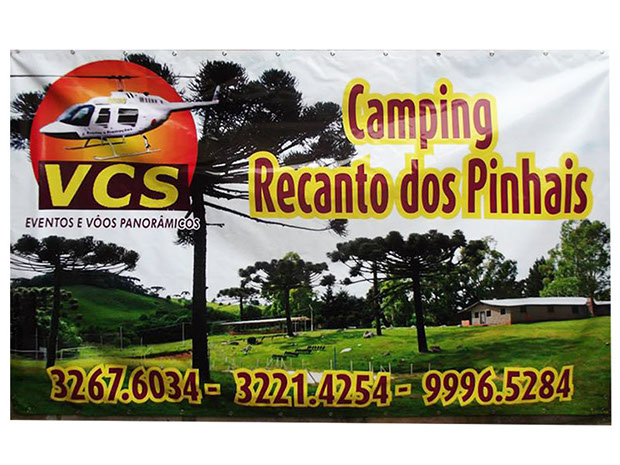 Camping
Recanto dos Pinhais
VCS
EVENTOS E VÔOS PANORÂMICOS
3267.6034 - 3221.4254 - 9996.5284